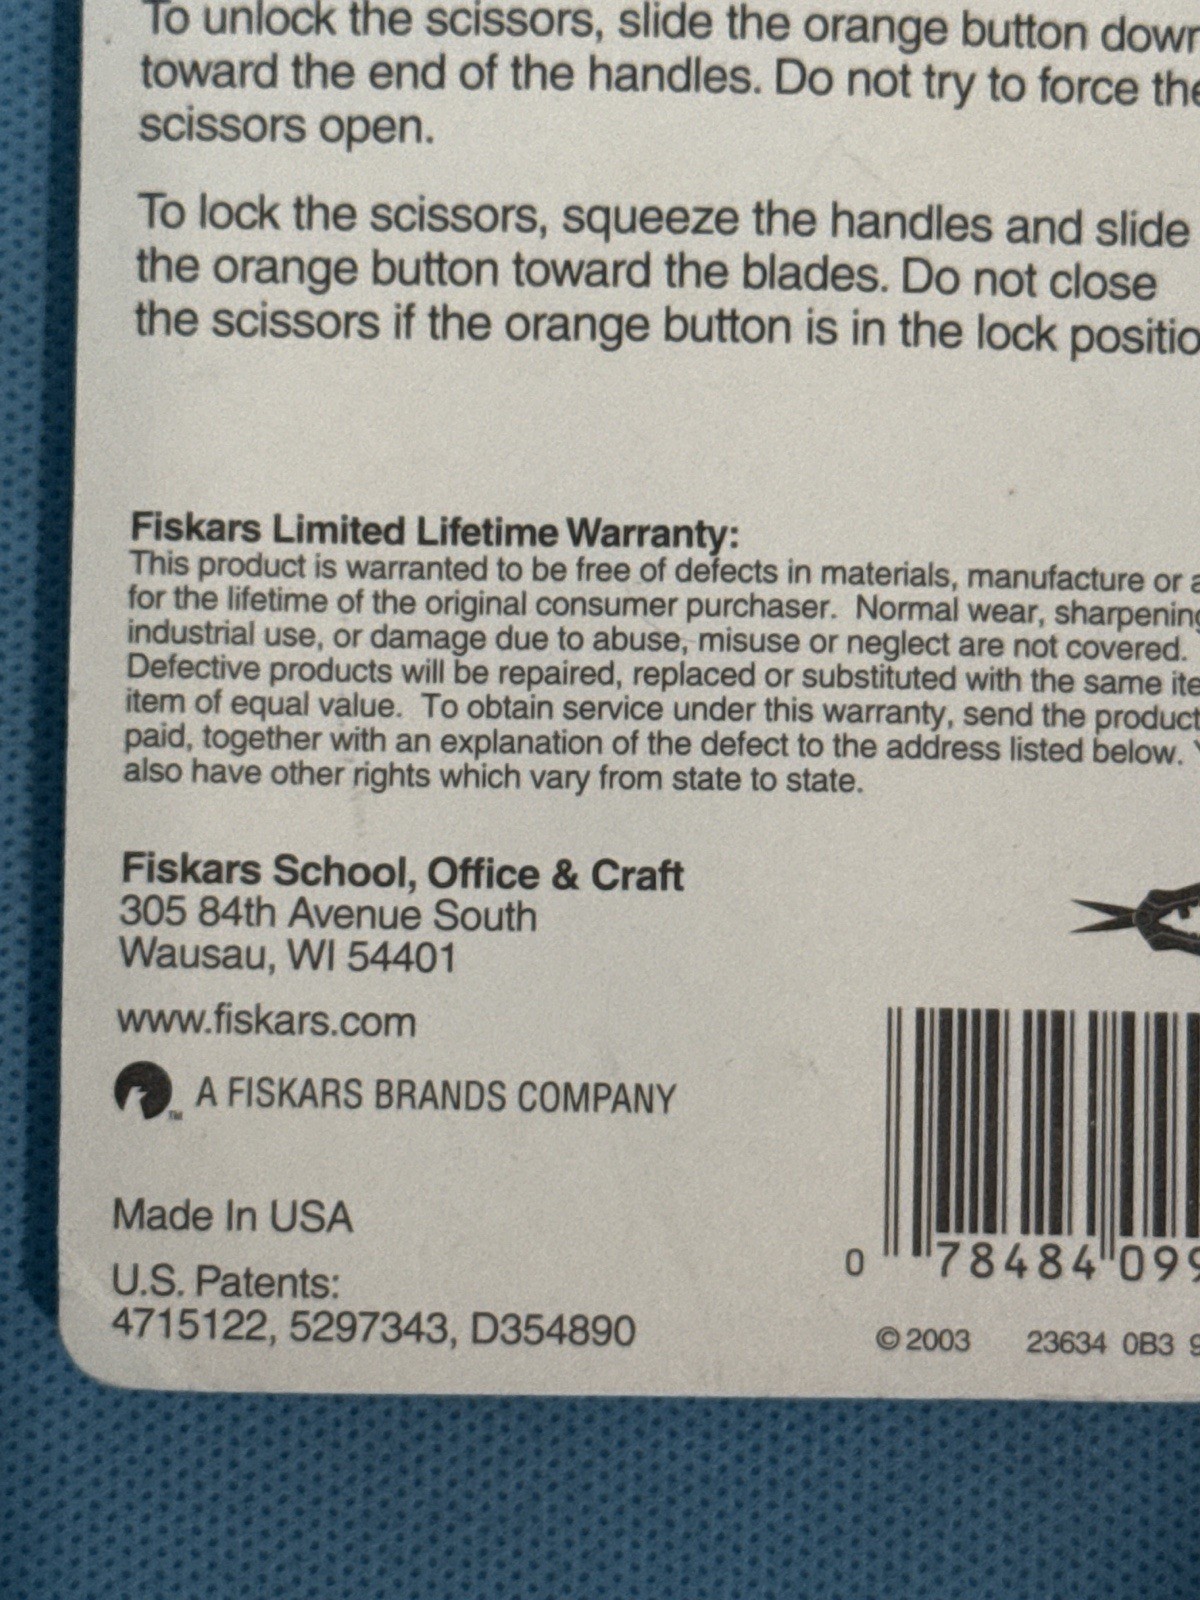 To unlock the scissors, slide the orange button down
toward the end of the handles. Do not try to force the
scissors open.
To lock the scissors, squeeze the handles and slide
the orange button toward the blades. Do not close
the scissors if the orange button is in the lock positio
Fiskars Limited Lifetime Warranty:
This product is warranted to be free of defects in materials, manufacture or a
for the lifetime of the original consumer purchaser. Normal wear, sharpening
industrial use, or damage due to abuse, misuse or neglect are not covered.
Defective products will be repaired, replaced or substituted with the same ite
item of equal value. To obtain service under this warranty, send the product
paid, together with an explanation of the defect to the address listed below.
also have other rights which vary from state to state.
Fiskars School, Office & Craft
305 84th Avenue South
Wausau, WI 54401
www.fiskars.com
™ A FISKARS BRANDS COMPANY
Made In USA
U.S. Patents:
4715122, 5297343, D354890
0 78484 099
© 2003 23634 0B3 9